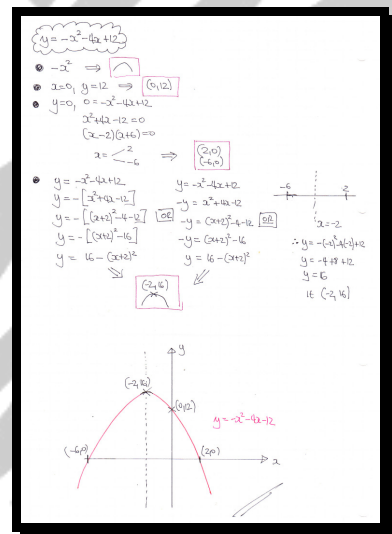 y = -x²-4x+12
-x² ⇒
x=0, y=12 ⇒ (0,12)
y=0, 0=-x²-4x+12
x²+4x-12=0
(x-2)(x+6)=0
x= 2
-6
⇒ (2,0)
(-6,0)
y = -x²-4x+12
y = -[x²+4x-12]
y = -[(x+2)²-4-12]
y = -[(x+2)²-16]
y = 16-(x+2)²
OR
y = -x²-4x+12
-y = x²+4x-12
-y = (x+2)²-4-12
-y = (x+2)²-16
y = 16-(x+2)²
OR
-6 2
x=-2
∴ y = -(-2)²-4(-2)+12
y = -4+8+12
y = 16
it (-2,16)
(-2,16)
y
(-2,16)
(0,12)
y = -x²-4x-12
(-6,0)
(2,0)
x